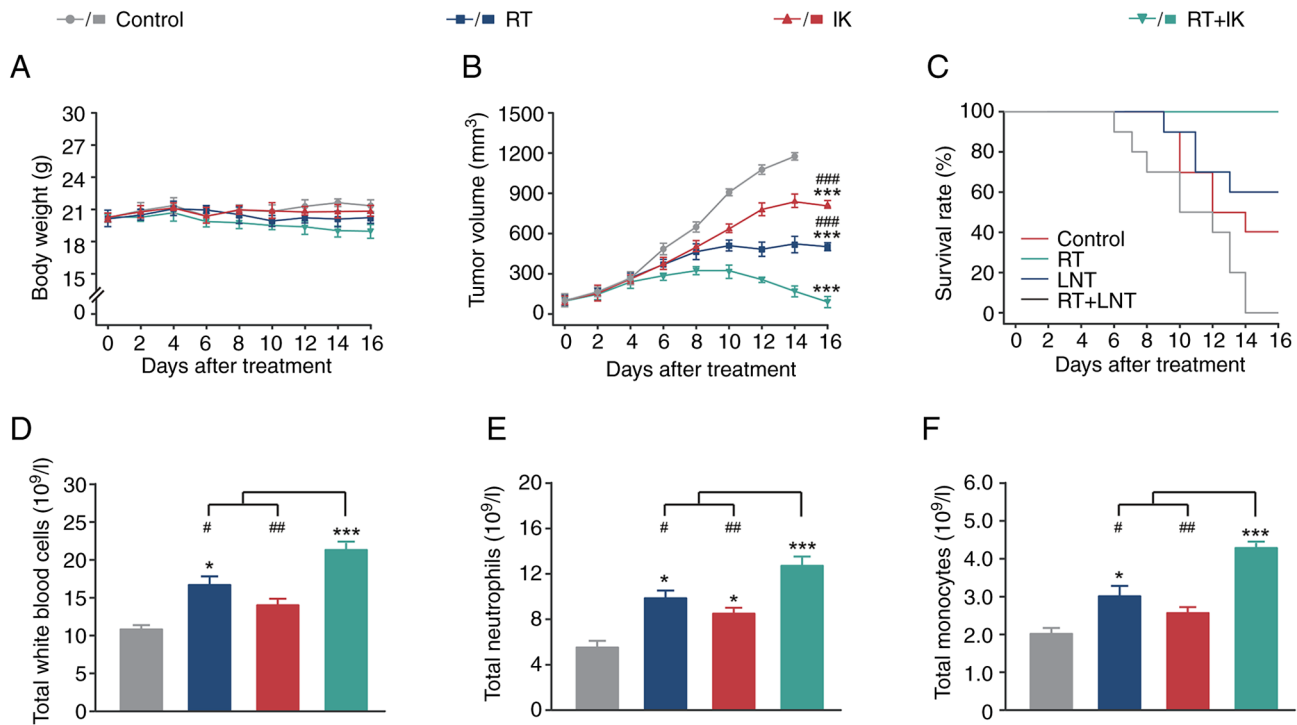 Control
RT
IK
RT+IK
A
B
C
Body weight (g)
30
27
24
21
18
15
0
0 2 4 6 8 10 12 14 16
Days after treatment
Tumor volume (mm3)
1500
1200
900
600
300
0
###
***
###
***
***
0 2 4 6 8 10 12 14 16
Days after treatment
Survival rate (%)
100
80
60
40
20
0
Control
RT
LNT
RT+LNT
0 2 4 6 8 10 12 14 16
Days after treatment
D
E
F
Total white blood cells (10⁹/l)
30
25
20
15
10
5
0
# ##
* ***
Total neutrophils (10⁹/l)
20
16
12
8
4
0
# ##
* * ***
Total monocytes (10⁹/l)
6.0
5.0
4.0
3.0
2.0
1.0
0
# ##
* ***